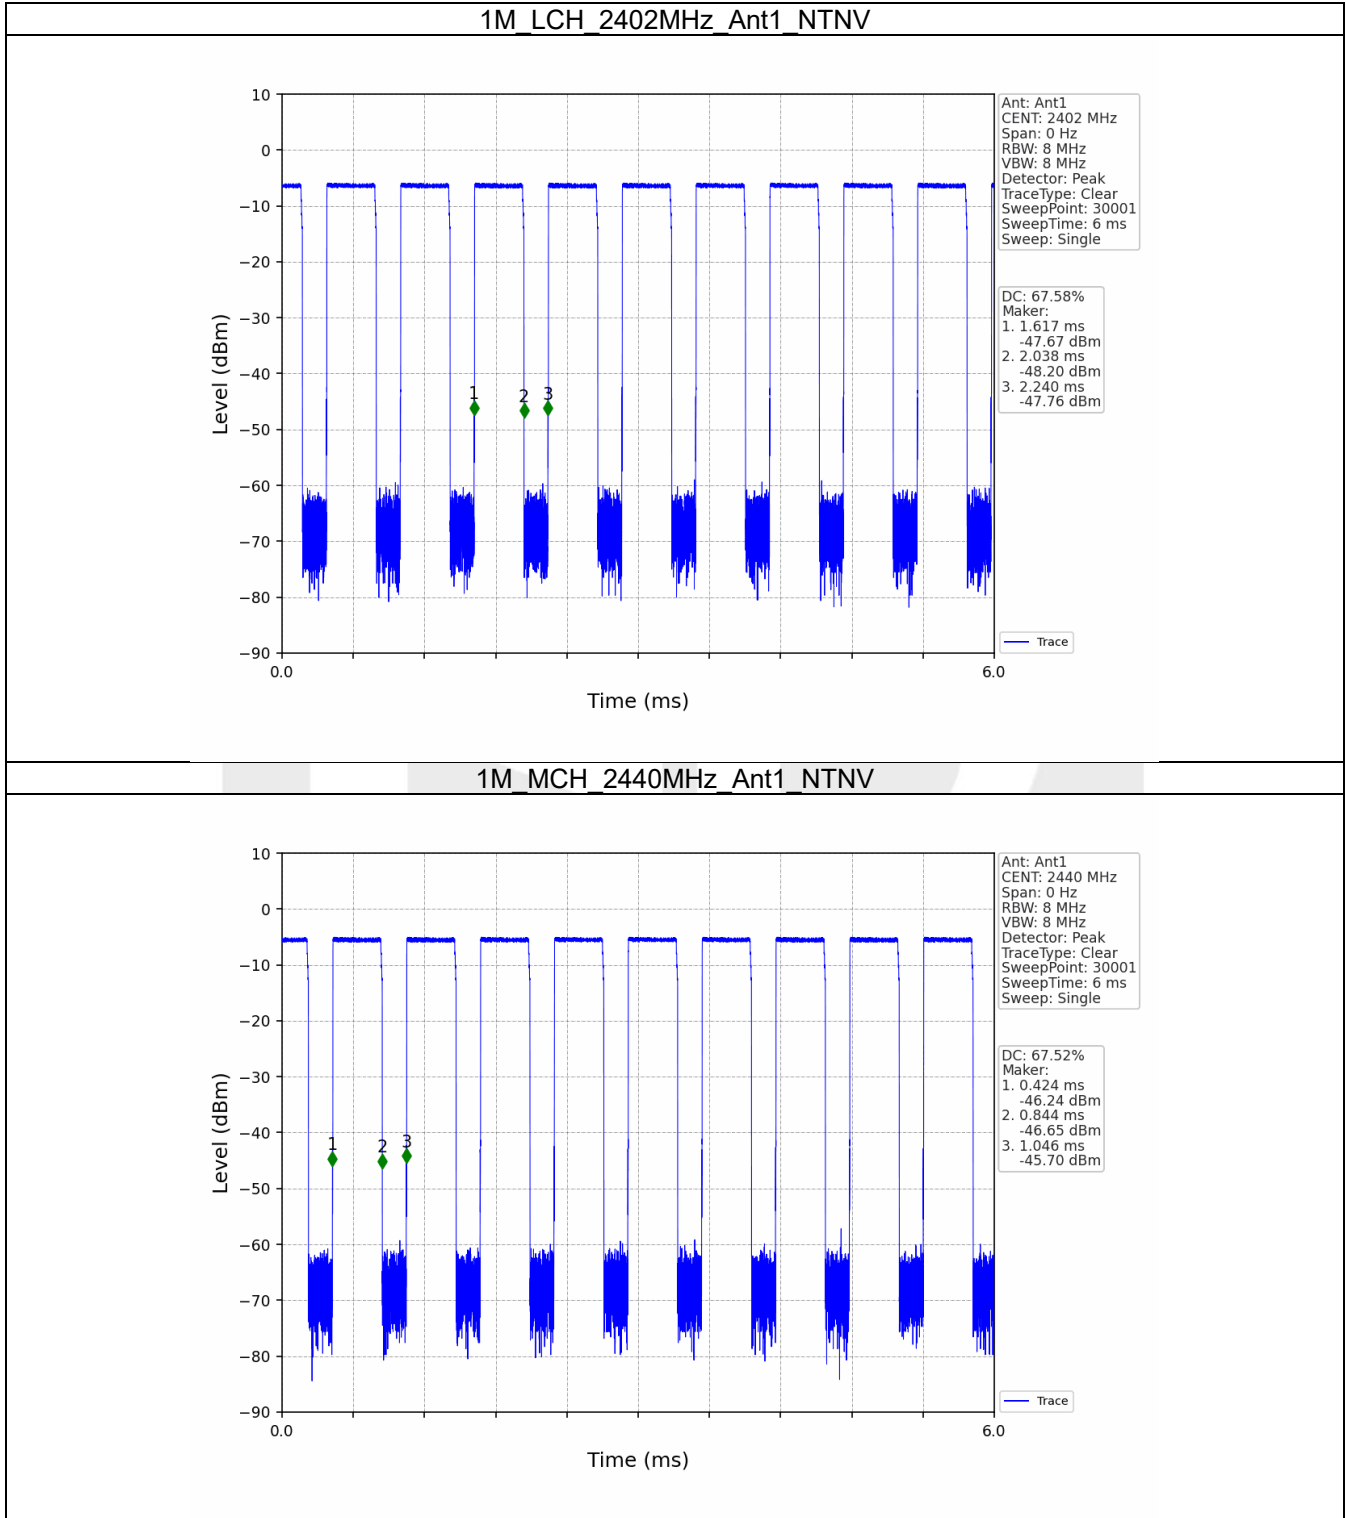 1M_LCH_2402MHz_Ant1_NTNV
10
0
−10
−20
−30
−40
−50
−60
−70
−80
−90
Level (dBm)
1
2
3
0.0
6.0
Time (ms)
Ant: Ant1
CENT: 2402 MHz
Span: 0 Hz
RBW: 8 MHz
VBW: 8 MHz
Detector: Peak
TraceType: Clear
SweepPoint: 30001
SweepTime: 6 ms
Sweep: Single
DC: 67.58%
Maker:
1. 1.617 ms
-47.67 dBm
2. 2.038 ms
-48.20 dBm
3. 2.240 ms
-47.76 dBm
Trace
1M_MCH_2440MHz_Ant1_NTNV
10
0
−10
−20
−30
−40
−50
−60
−70
−80
−90
Level (dBm)
1
2
3
0.0
6.0
Time (ms)
Ant: Ant1
CENT: 2440 MHz
Span: 0 Hz
RBW: 8 MHz
VBW: 8 MHz
Detector: Peak
TraceType: Clear
SweepPoint: 30001
SweepTime: 6 ms
Sweep: Single
DC: 67.52%
Maker:
1. 0.424 ms
-46.24 dBm
2. 0.844 ms
-46.65 dBm
3. 1.046 ms
-45.70 dBm
Trace